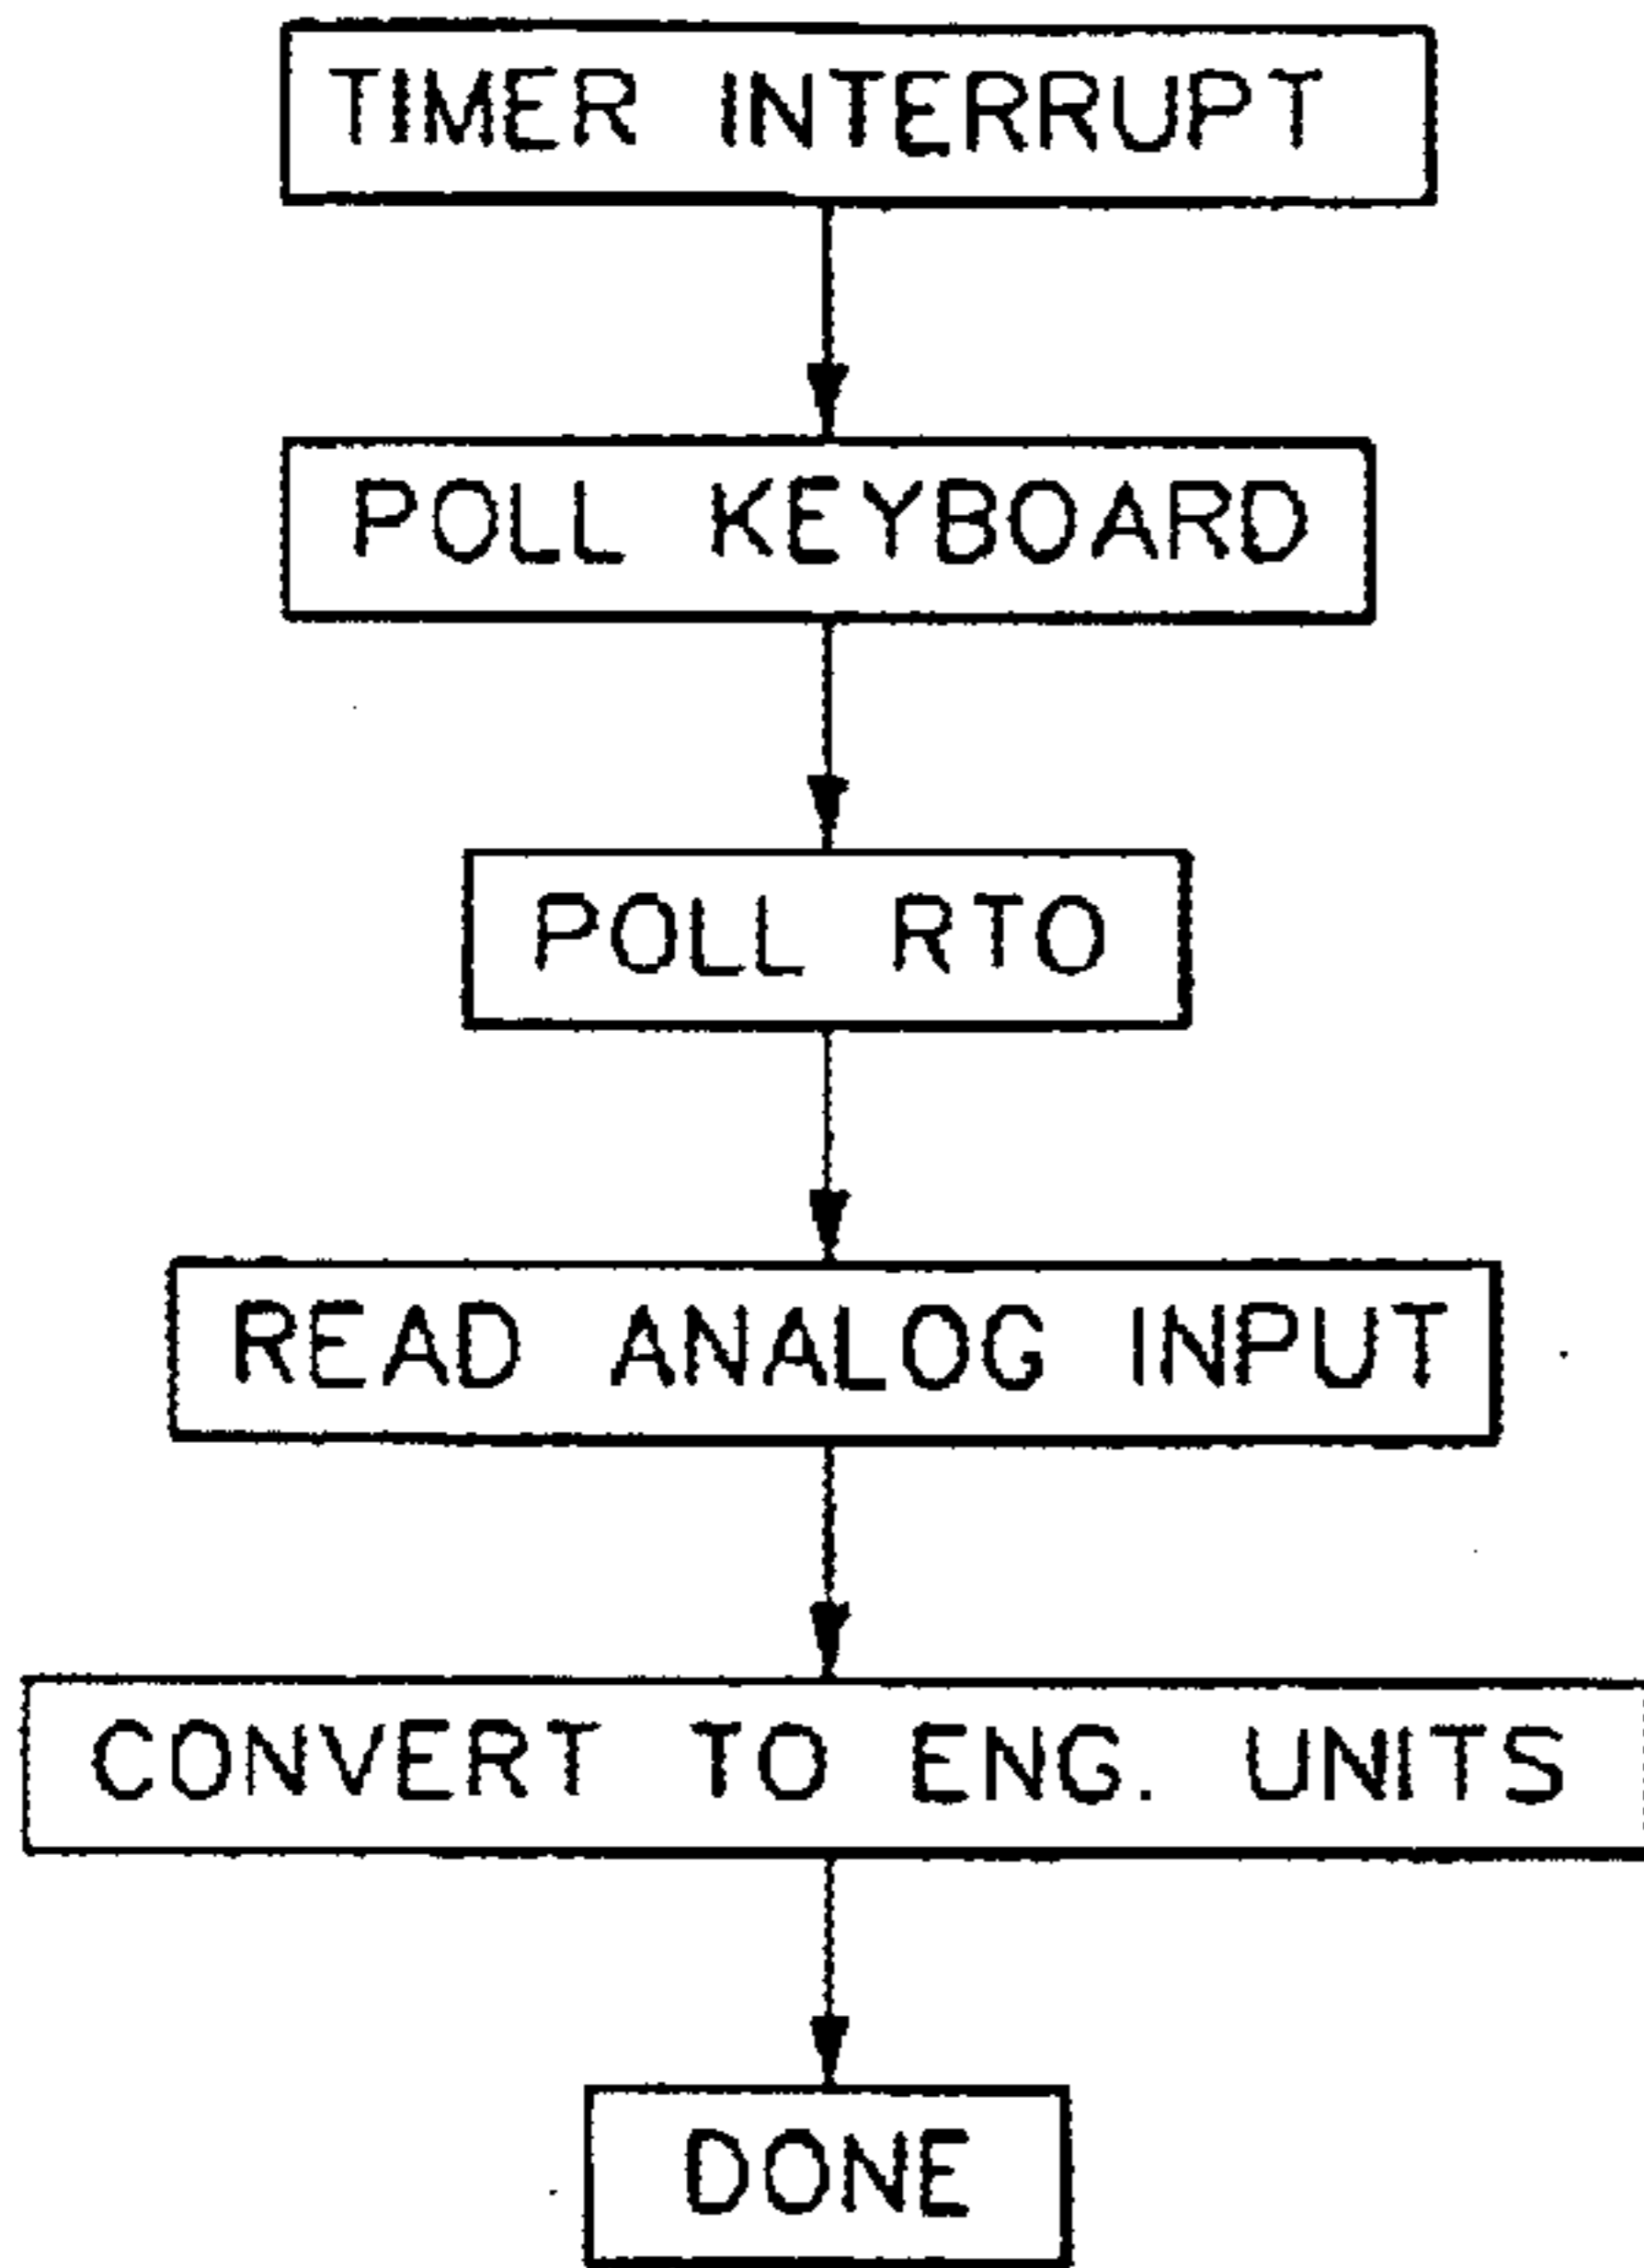 TIMER INTERRUPT
POLL KEYBOARD
POLL RTO
READ ANALOG INPUT
CONVERT TO ENG. UNITS
DONE